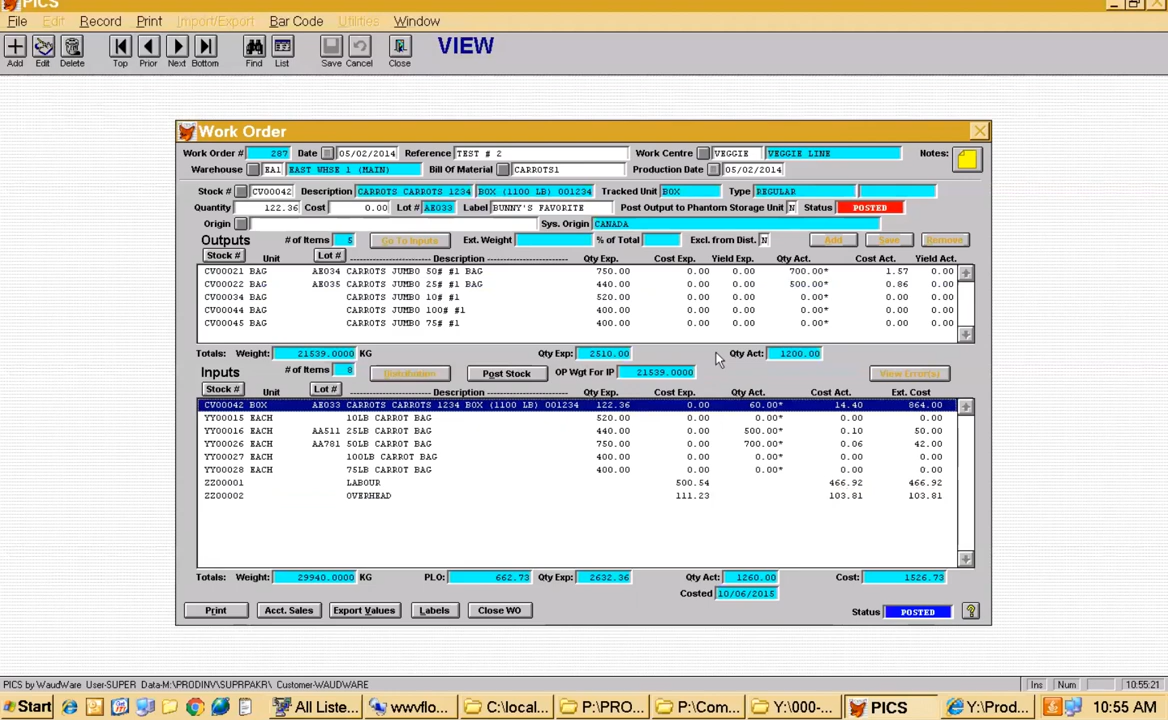 PICS
File Edit Record Print Import/Export Bar Code Utilities Window
Add Edit Delete Top Prior Next Bottom Find List Save Cancel Close VIEW
Work Order
Work Order # 287 Date 05/02/2014 Reference TEST # 2 Work Centre VEGGIE VEGGIE LINE Notes:
Warehouse EA1 EAST WHSE 1 (MAIN) Bill Of Material CARROTS1 Production Date 05/02/2014
Stock # CV00042 Description CARROTS CARROTS 1234 BOX (1100 LB) 001234 Tracked Unit BOX Type REGULAR
Quantity 122.36 Cost 0.00 Lot # AE033 Label BUNNY'S FAVORITE Post Output to Phantom Storage Unit N Status POSTED
Origin Sys. Origin CANADA
Outputs # of Items 5 Go To Inputs Ext. Weight % of Total Excl. from Dist. N Add Save Remove
Stock # Unit Lot # Description Qty Exp. Cost Exp. Yield Exp. Qty Act. Cost Act. Yield Act.
CV00021 BAG AE034 CARROTS JUMBO 50# #1 BAG 750.00 0.00 0.00 700.00* 1.57 0.00
CV00022 BAG AE035 CARROTS JUMBO 25# #1 BAG 440.00 0.00 0.00 500.00* 0.86 0.00
CV00034 BAG CARROTS JUMBO 10# #1 520.00 0.00 0.00 0.00* 0.00 0.00
CV00044 BAG CARROTS JUMBO 100# #1 400.00 0.00 0.00 0.00* 0.00 0.00
CV00045 BAG CARROTS JUMBO 75# #1 400.00 0.00 0.00 0.00* 0.00 0.00
Totals: Weight: 21539.0000 KG Qty Exp: 2510.00 Qty Act: 1200.00
Inputs # of Items 8 Distribution Post Stock OP Wgt For IP 21539.0000 View Error(s)
Stock # Unit Lot # Description Qty Exp. Cost Exp. Qty Act. Cost Act. Ext. Cost
CV00042 BOX AE033 CARROTS CARROTS 1234 BOX (1100 LB) 001234 122.36 0.00 60.00* 14.40 864.00
YY00015 EACH 10LB CARROT BAG 520.00 0.00 0.00* 0.00 0.00
YY00016 EACH AA511 25LB CARROT BAG 440.00 0.00 500.00* 0.10 50.00
YY00026 EACH AA781 50LB CARROT BAG 750.00 0.00 700.00* 0.06 42.00
YY00027 EACH 100LB CARROT BAG 400.00 0.00 0.00* 0.00 0.00
YY00028 EACH 75LB CARROT BAG 400.00 0.00 0.00* 0.00 0.00
ZZ00001 LABOUR 500.54 466.92 466.92
ZZ00002 OVERHEAD 111.23 103.81 103.81
Totals: Weight: 29940.0000 KG PLO: 662.73 Qty Exp: 2632.36 Qty Act: 1260.00 Cost: 1526.73
Costed 10/06/2015
Print Acct. Sales Export Values Labels Close WO Status POSTED ?
PICS by WaudWare User-SUPER Data-M:\PRODINV\SUPRPAKR\ Customer-WAUDWARE Ins Num 10:55:21
Start All Liste... wwvflo... C:\local... P:\PRO... P:\Com... Y:\000-... PICS Y:\Prod... 10:55 AM